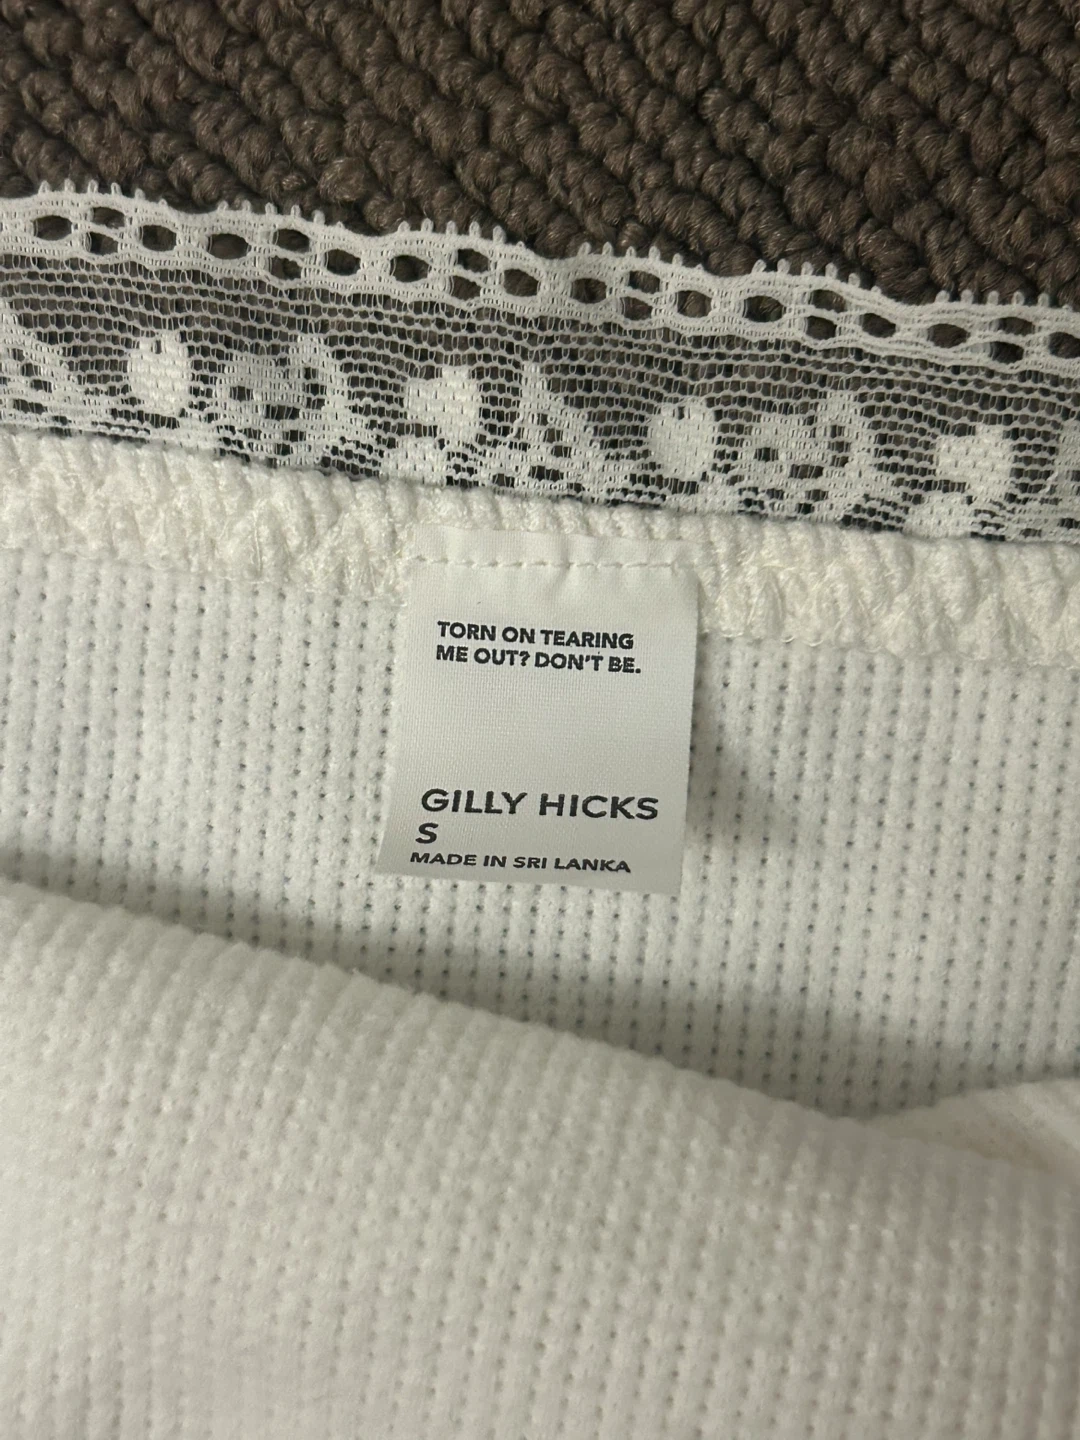 TORN ON TEARING
ME OUT? DON'T BE.
GILLY HICKS
S
MADE IN SRI LANKA